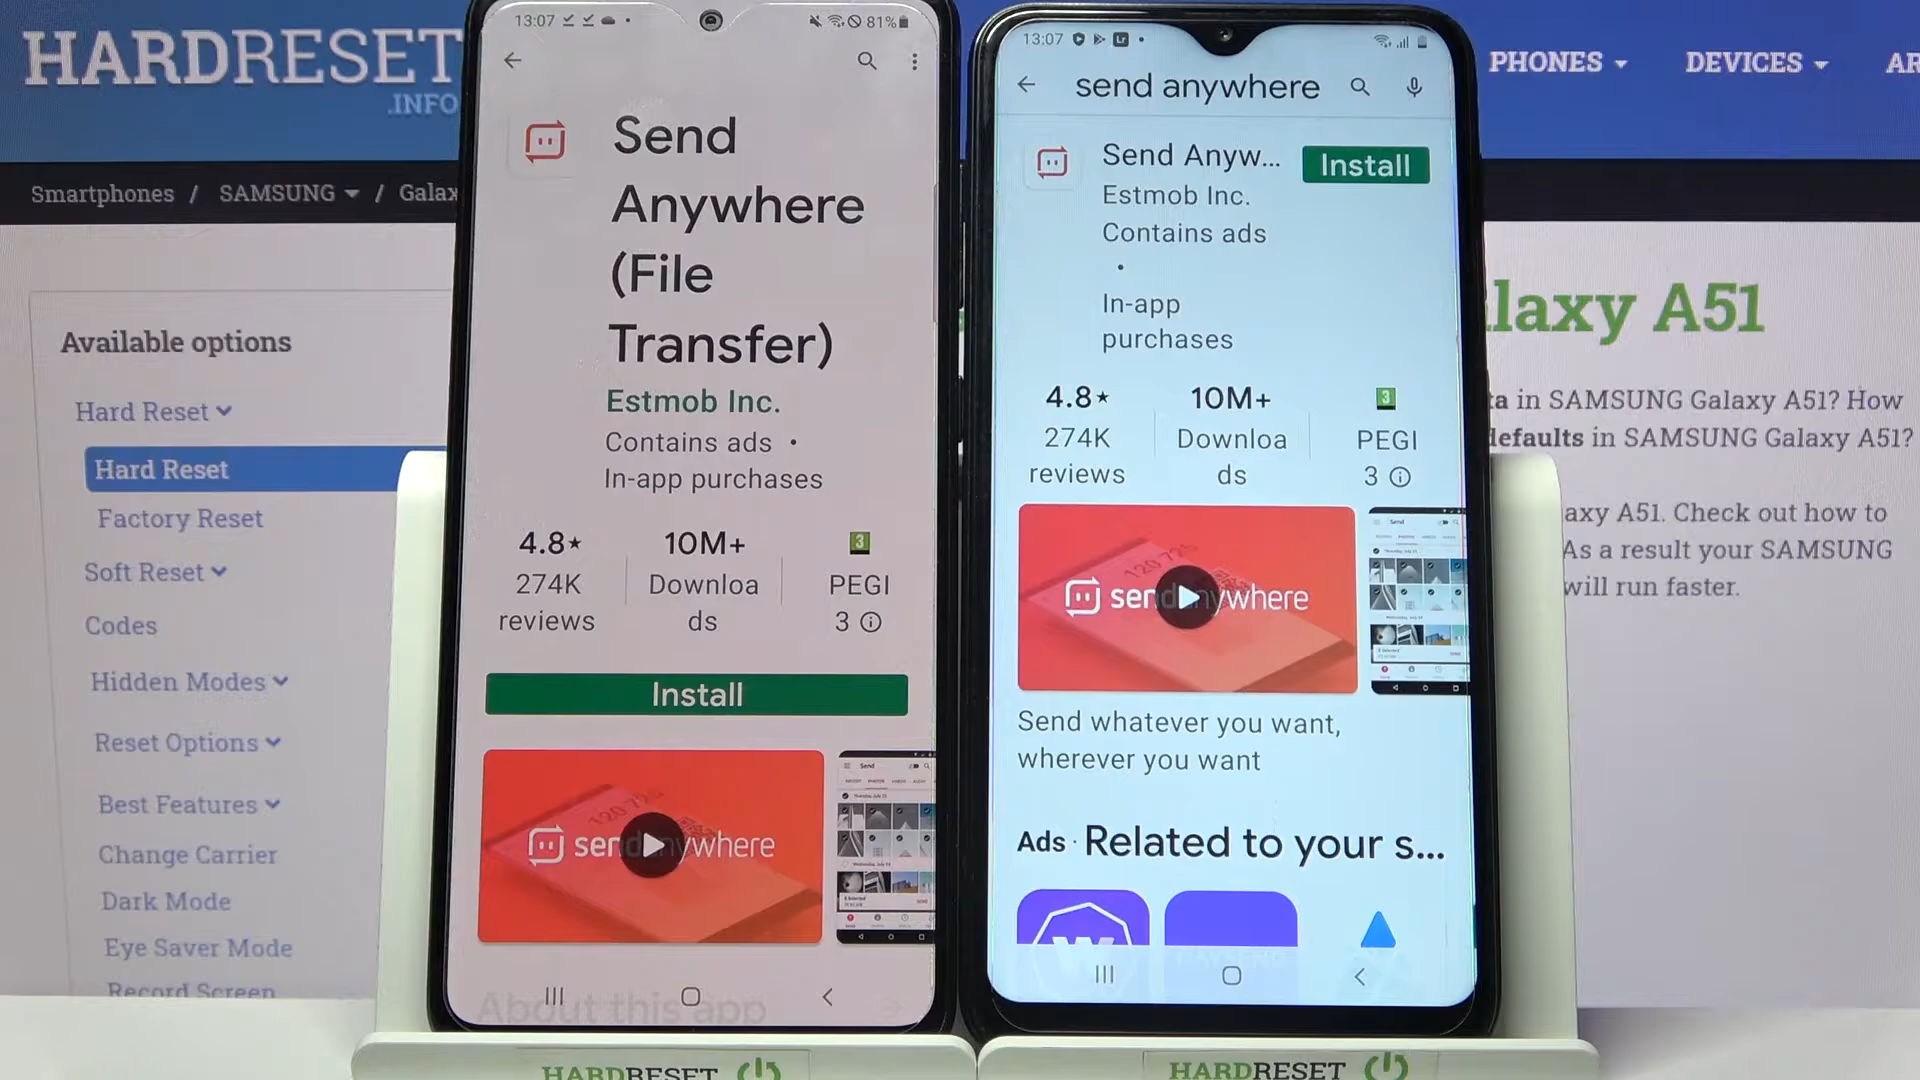 HARDRESET
.INFO
PHONES
DEVICES
Smartphones / SAMSUNG /
Available options
Hard Reset
Hard Reset
Factory Reset
Soft Reset
Codes
Hidden Modes
Reset Options
Best Features
Change Carrier
Dark Mode
Eye Saver Mode
Record Screen
13:07
81%
Send
Anywhere
(File
Transfer)
Estmob Inc.
Contains ads •
In-app purchases
4.8★
274K
reviews
10M+
Downloa
ds
3
PEGI
3
Install
sendanywhere
Send
About this app
13:07
Lr
send anywhere
Send Anyw...
Install
Estmob Inc.
Contains ads
•
In-app
purchases
4.8★
274K
reviews
10M+
Downloa
ds
3
PEGI
3
sendanywhere
Send
Send whatever you want,
wherever you want
Ads · Related to your s...
laxy A51
in SAMSUNG Galaxy A51? How
defaults in SAMSUNG Galaxy A51?
axy A51. Check out how to
As a result your SAMSUNG
will run faster.
HARDRESET
HARDRESET